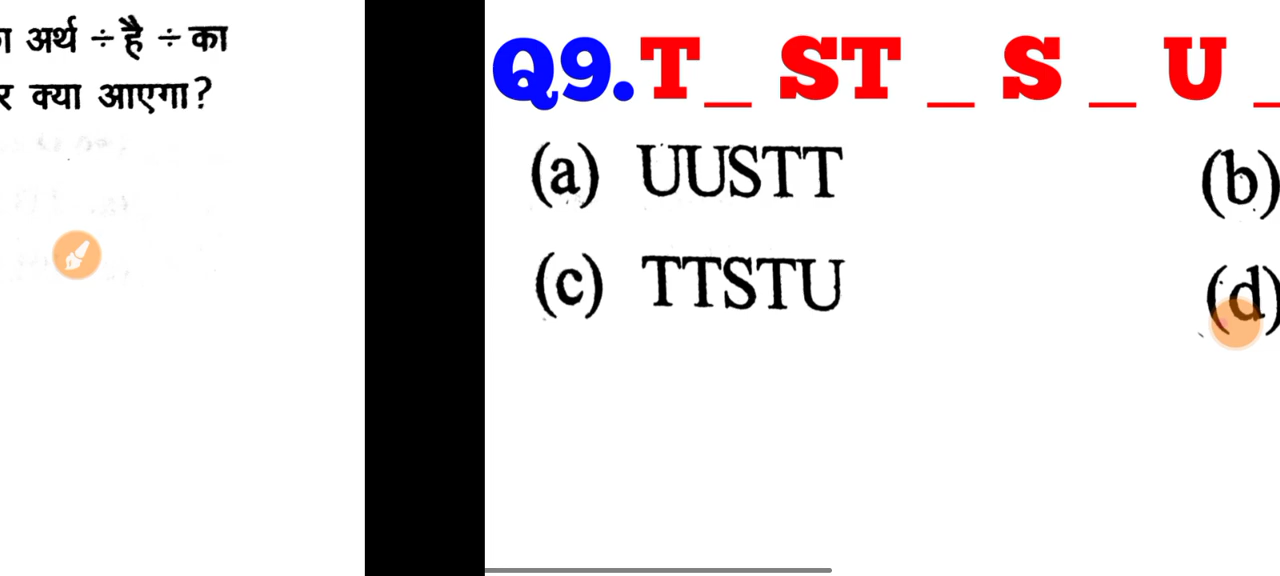 अर्थ ÷ है ÷ का
क्या आएगा?
Q9. T _ ST _ S _ U _
(a) UUSTT
(b)
(c) TTSTU
(d)